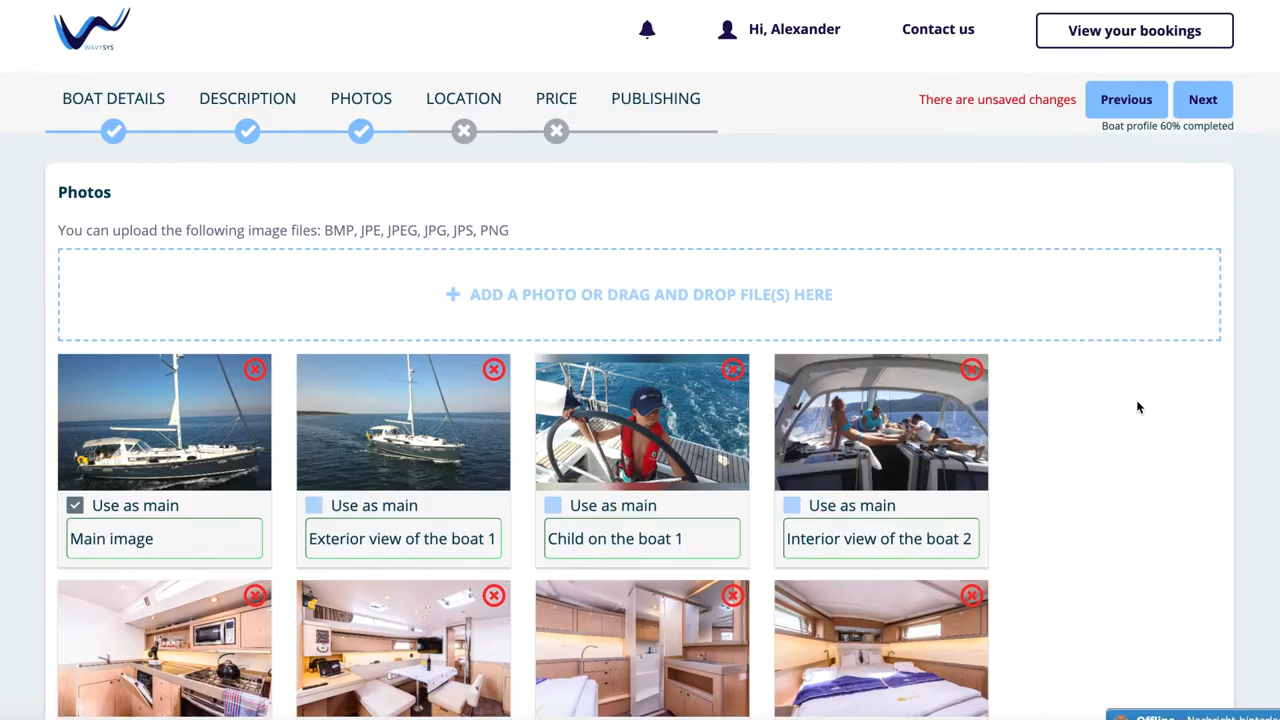 WAVYSYS
Hi, Alexander
Contact us
View your bookings
BOAT DETAILS
DESCRIPTION
PHOTOS
LOCATION
PRICE
PUBLISHING
There are unsaved changes
Previous
Next
Boat profile 60% completed
Photos
You can upload the following image files: BMP, JPE, JPEG, JPG, JPS, PNG
ADD A PHOTO OR DRAG AND DROP FILE(S) HERE
Use as main
Use as main
Use as main
Use as main
Main image
Exterior view of the boat 1
Child on the boat 1
Interior view of the boat 2
Offline